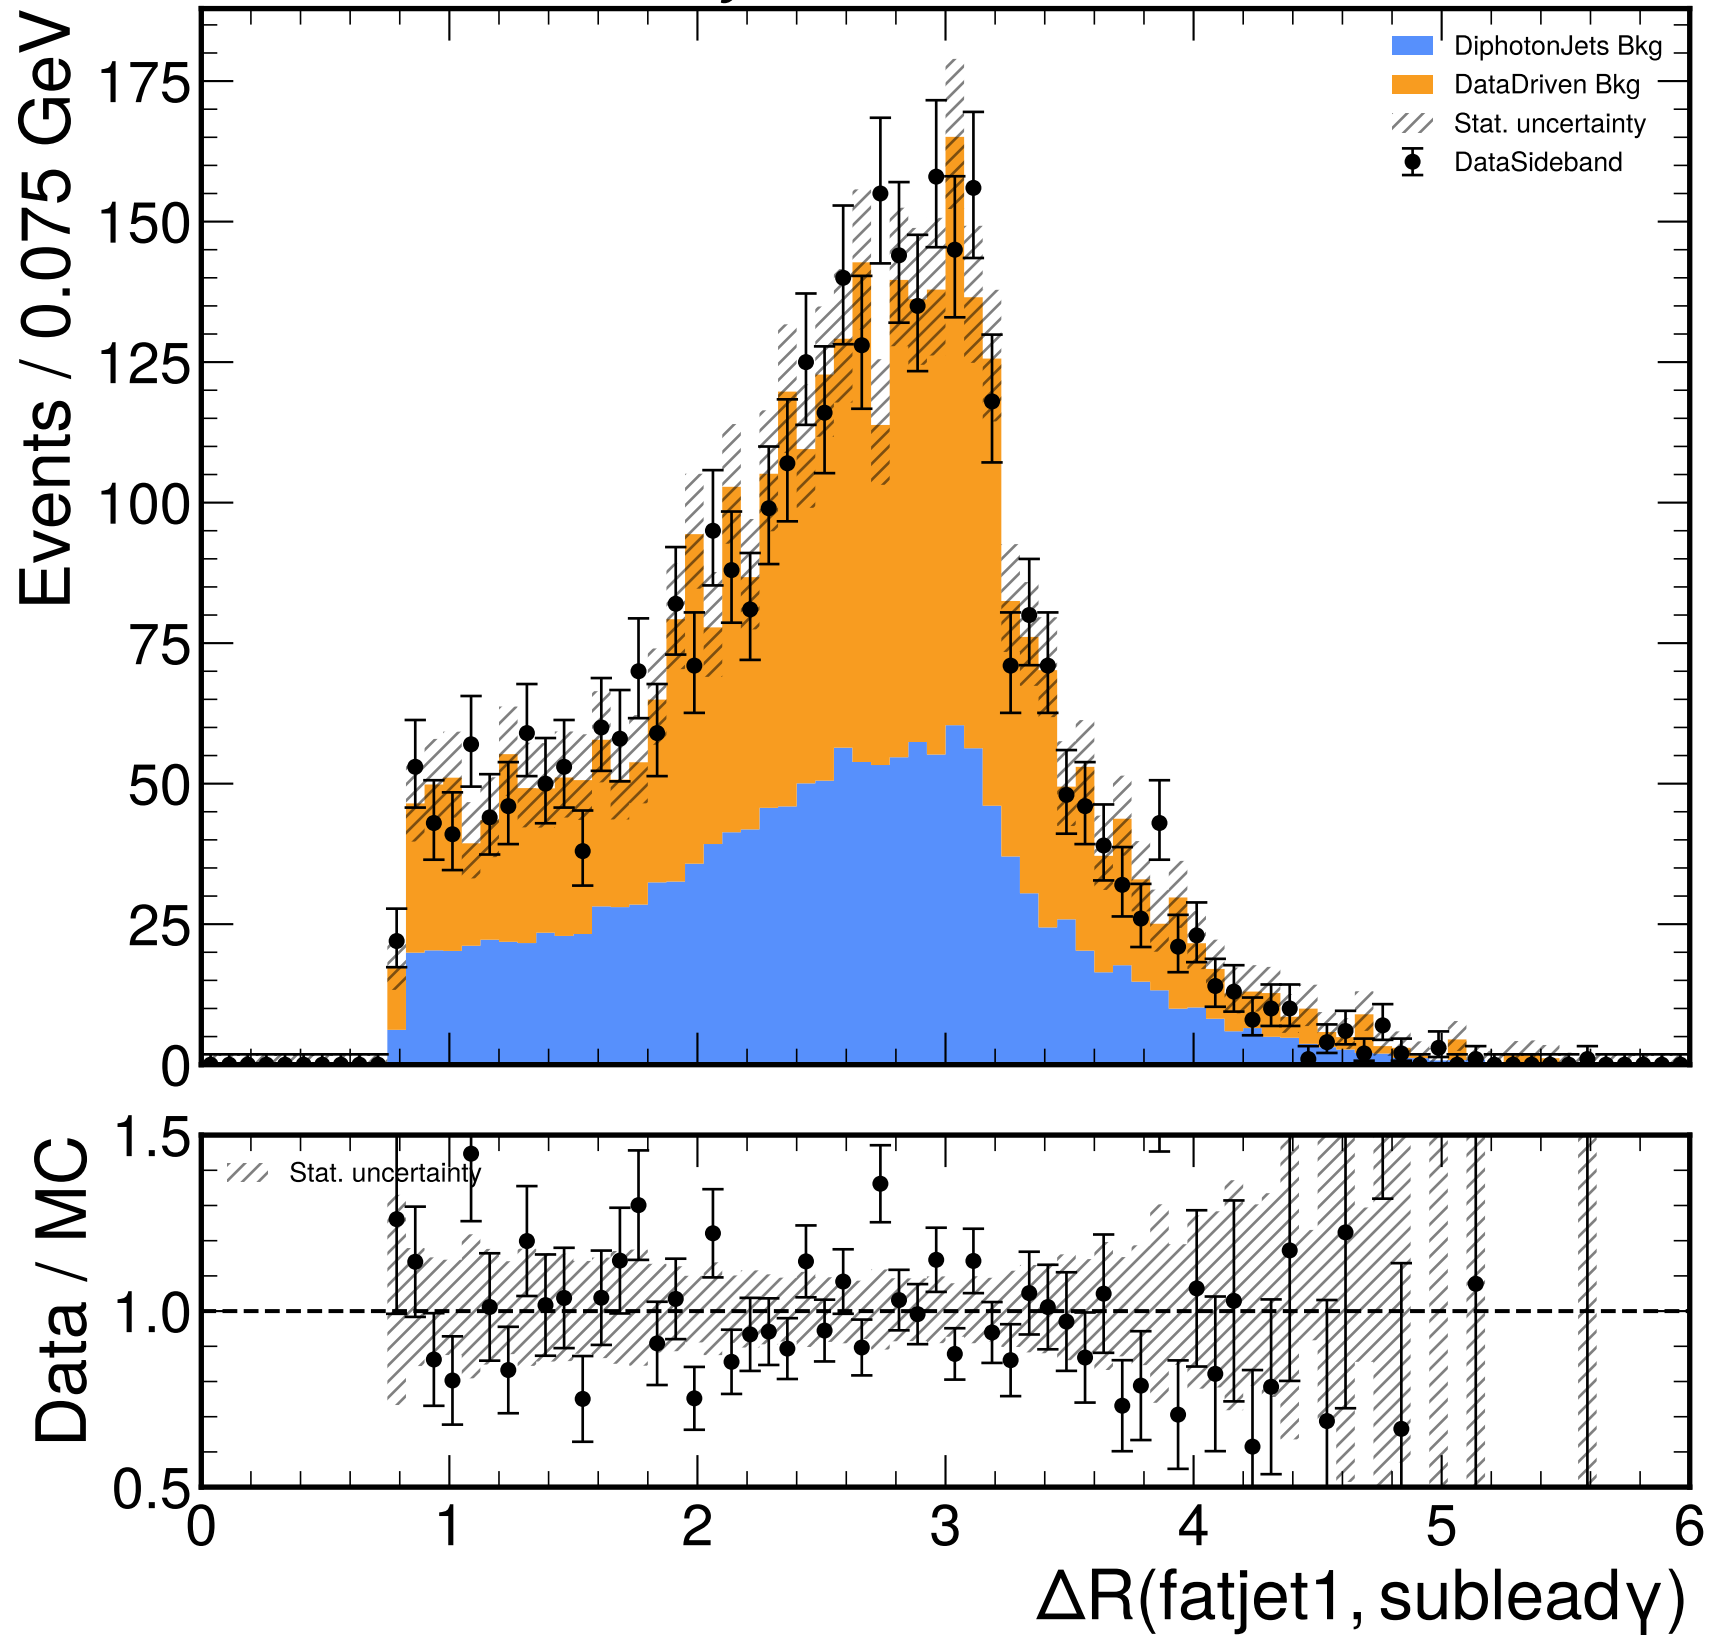 Events / 0.075 GeV
175
150
125
100
75
50
25
0
DiphotonJets Bkg
DataDriven Bkg
Stat. uncertainty
DataSideband
Data / MC
1.5
1.0
0.5
Stat. uncertainty
0 1 2 3 4 5 6
ΔR(fatjet1, subleadγ)